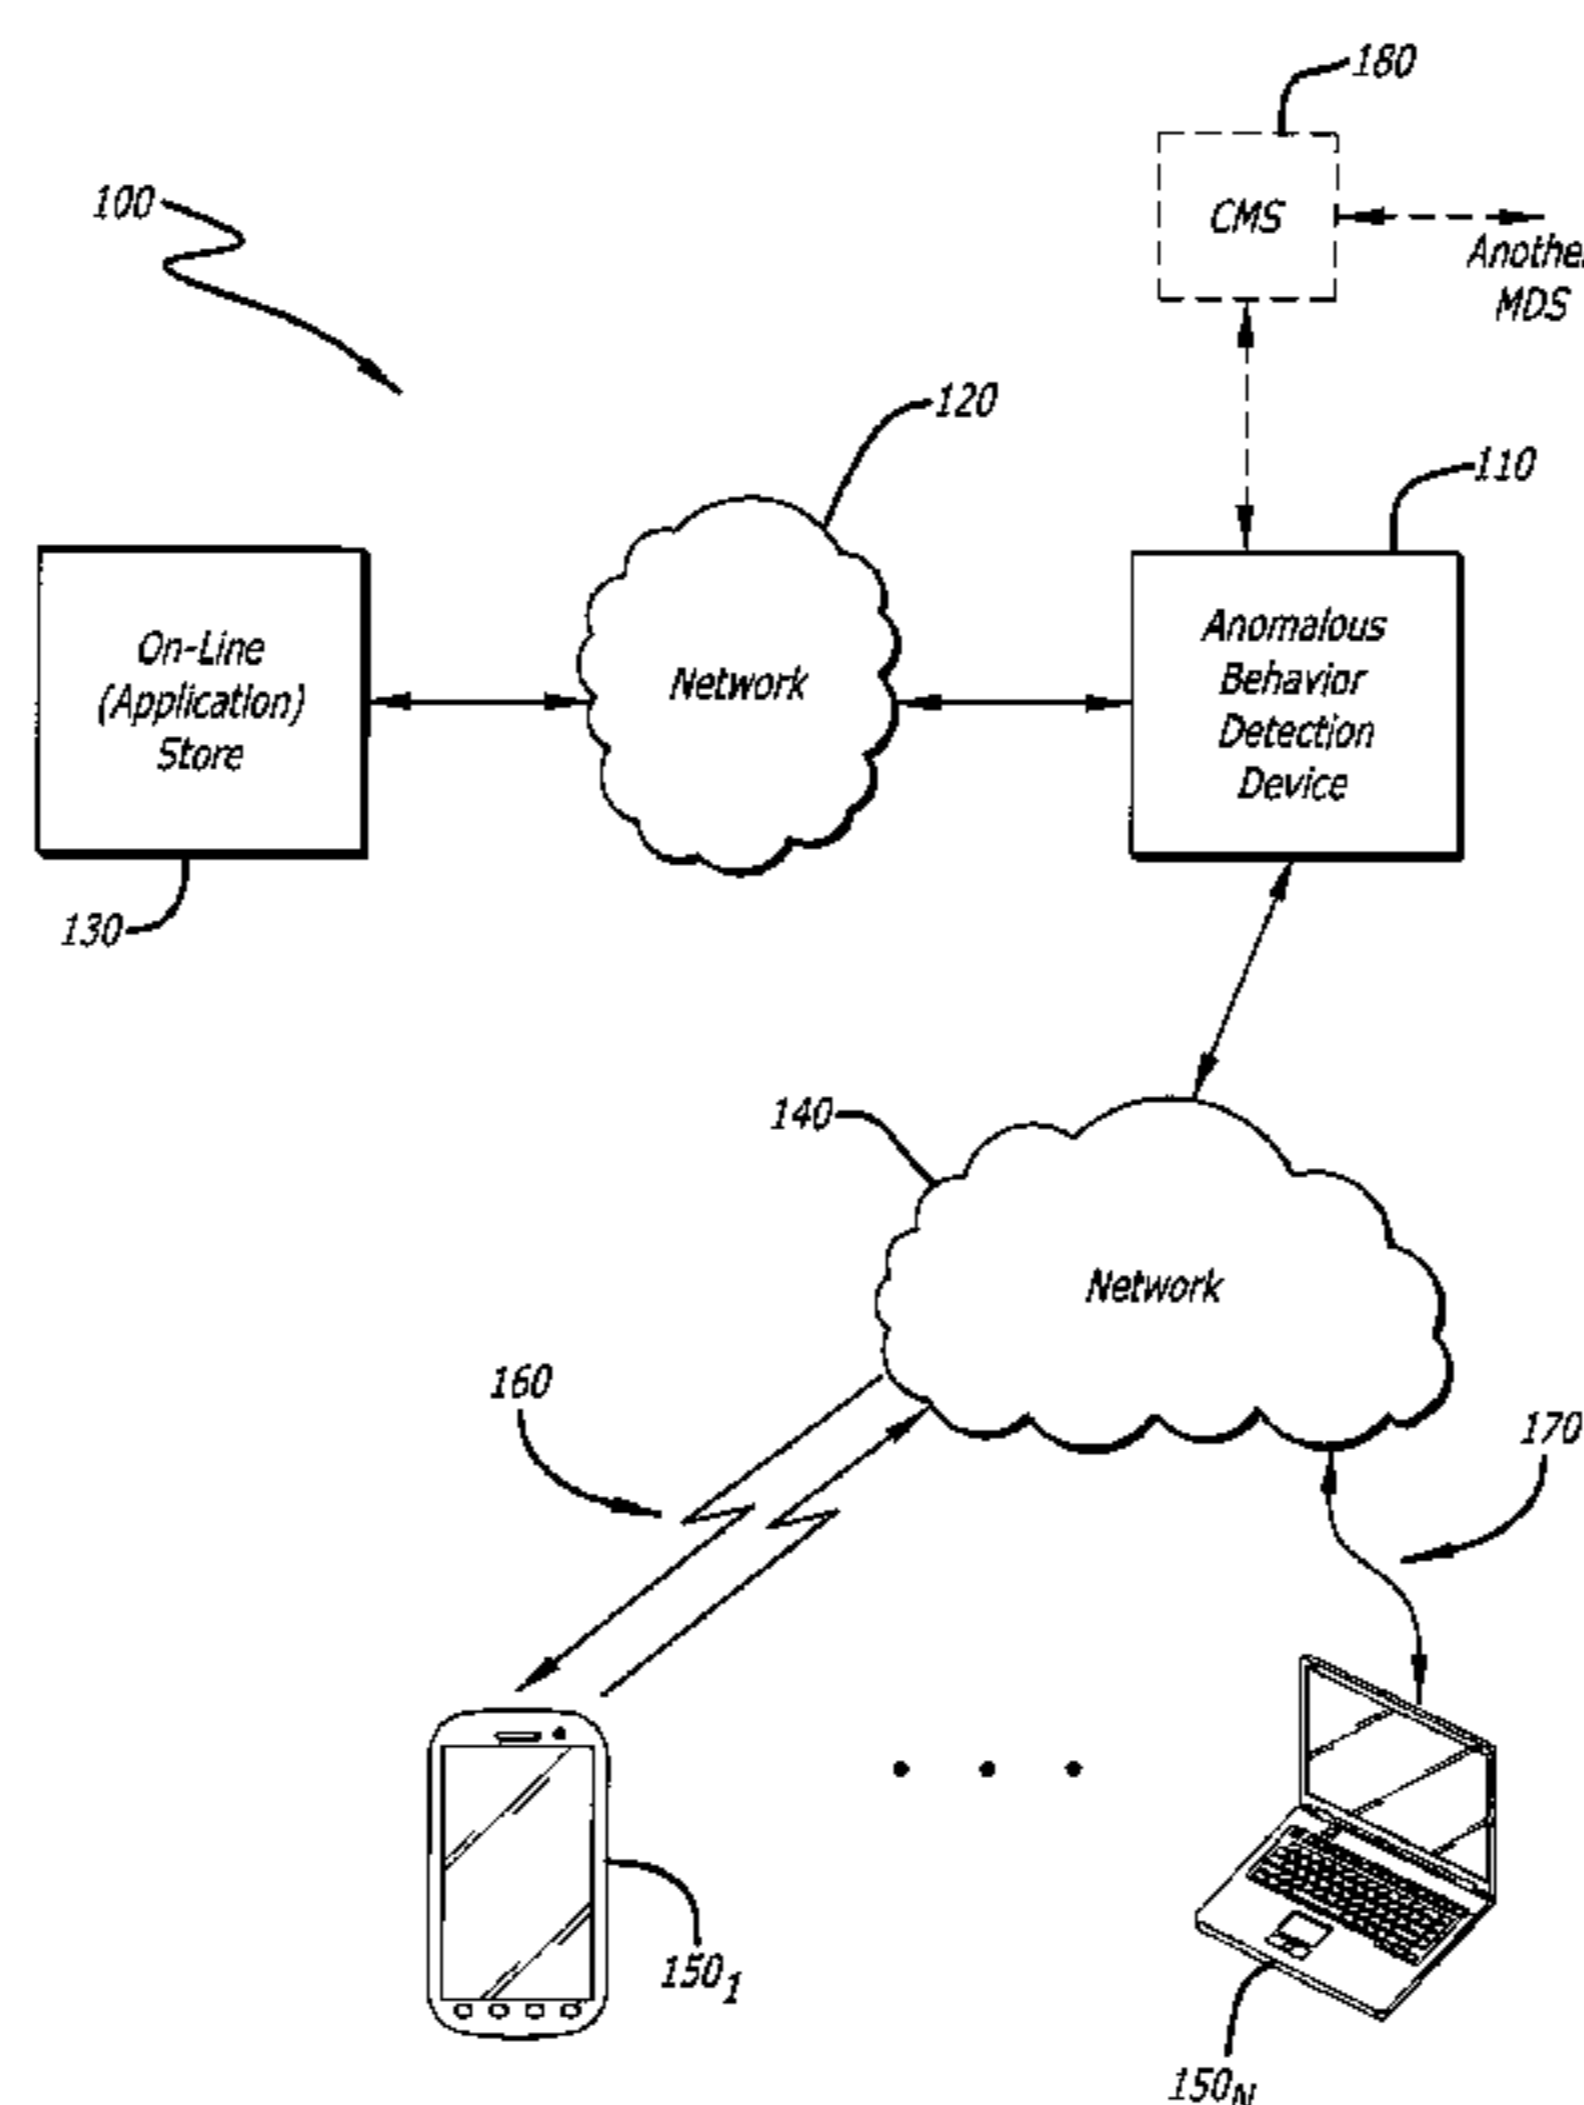 180
CMS
Another
MDS
100
120
110
On-Line
(Application)
Store
Network
Anomalous
Behavior
Detection
Device
130
140
Network
160
170
150₁
150N